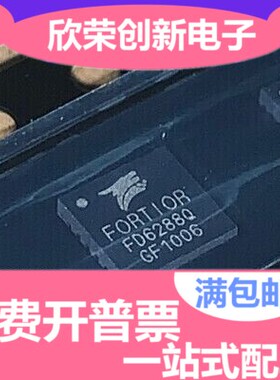 欣荣创新电子
FORTIOR
FD6288Q
GF1006
满包邮
费开普票
一站式配